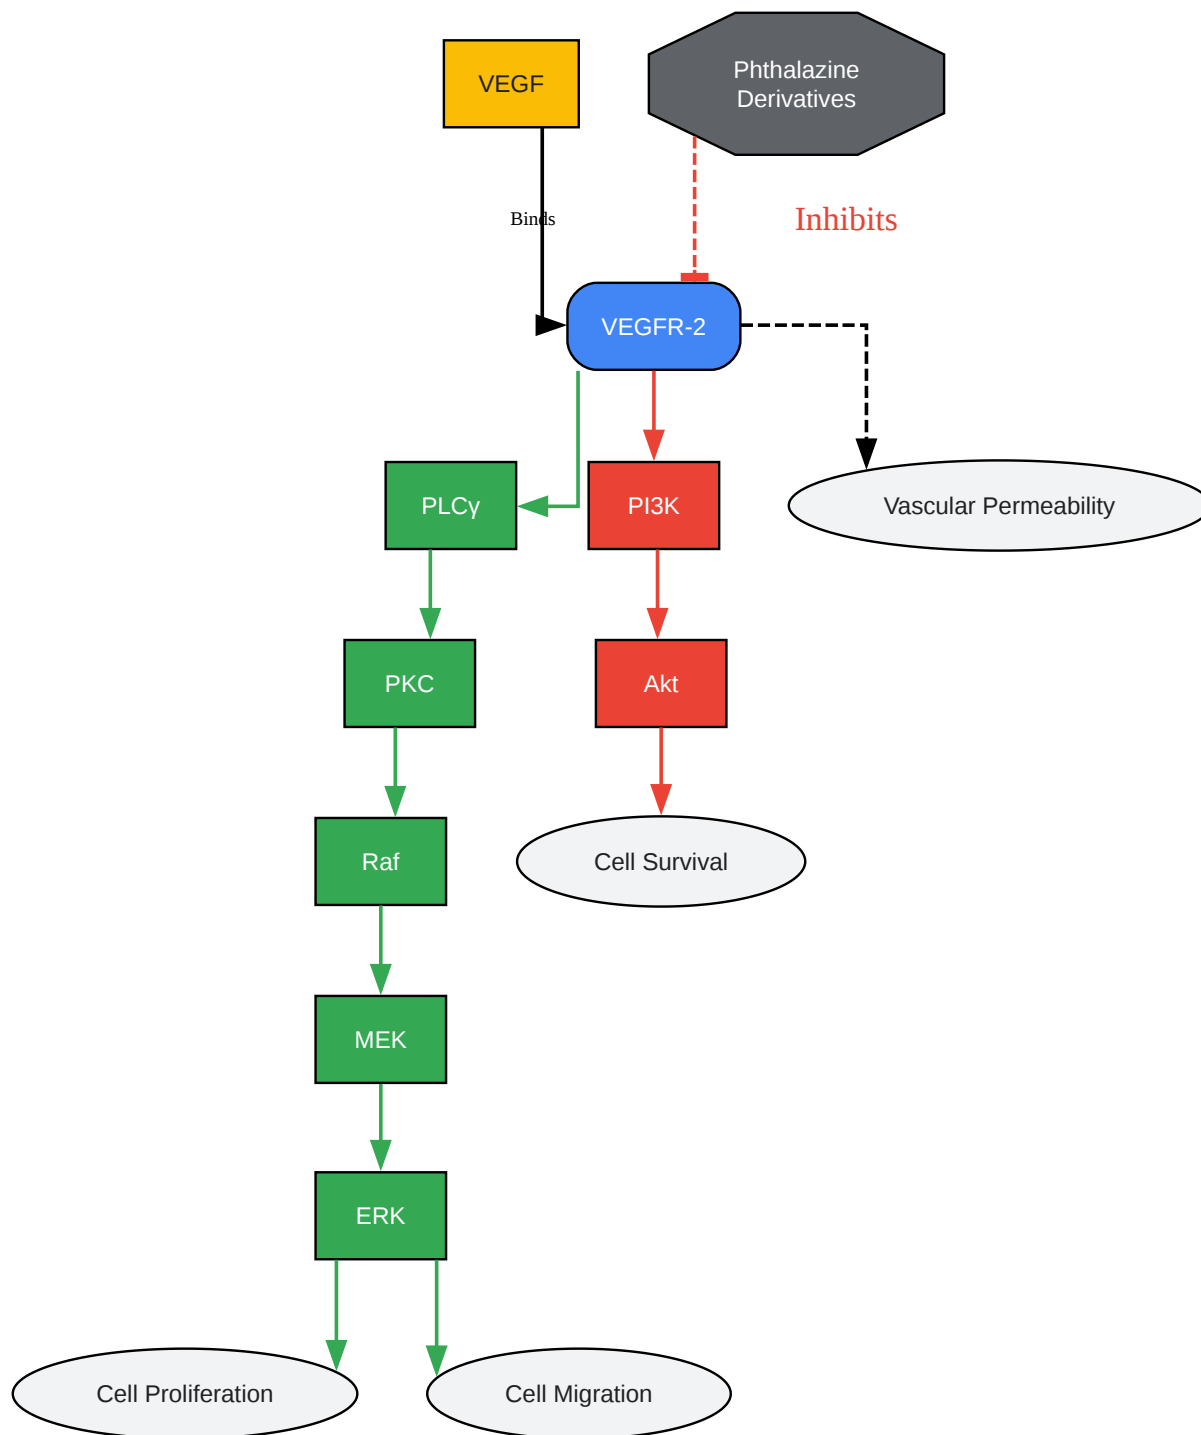 VEGF
Phthalazine
Derivatives
Binds
Inhibits
VEGFR-2
PLCγ
PI3K
Vascular Permeability
PKC
Akt
Raf
Cell Survival
MEK
ERK
Cell Proliferation
Cell Migration